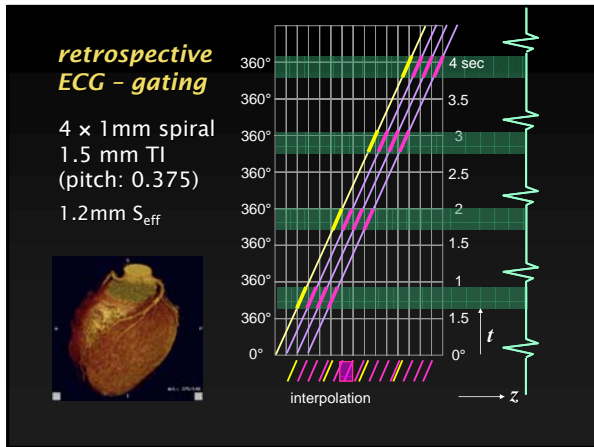 retrospective
ECG – gating
4 × 1mm spiral
1.5 mm TI
(pitch: 0.375)
1.2mm Seff
360°
360°
360°
360°
360°
360°
360°
360°
0°
4 sec
3.5
3
2.5
2
1.5
1
1.5
0°
t
interpolation
z